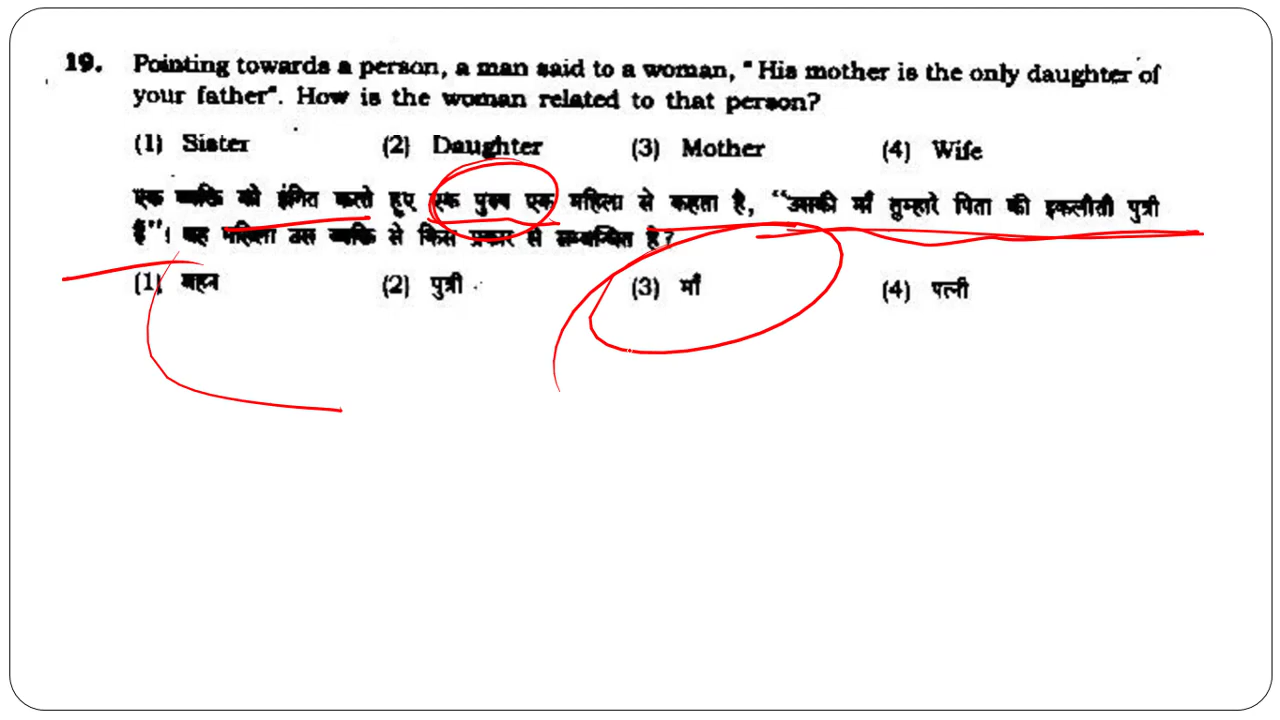 19. Pointing towards a person, a man said to a woman, " His mother is the only daughter of
your father". How is the woman related to that person?
(1) Sister (2) Daughter (3) Mother (4) Wife
एक व्यक्ति को इंगित करते हुए एक पुरुष एक महिला से कहता है, “उसकी माँ तुम्हारे पिता की इकलौती पुत्री
हैं”। वह महिला उस व्यक्ति से किस प्रकार से सम्बन्धित है?
(1) बहन (2) पुत्री (3) माँ (4) पत्नी